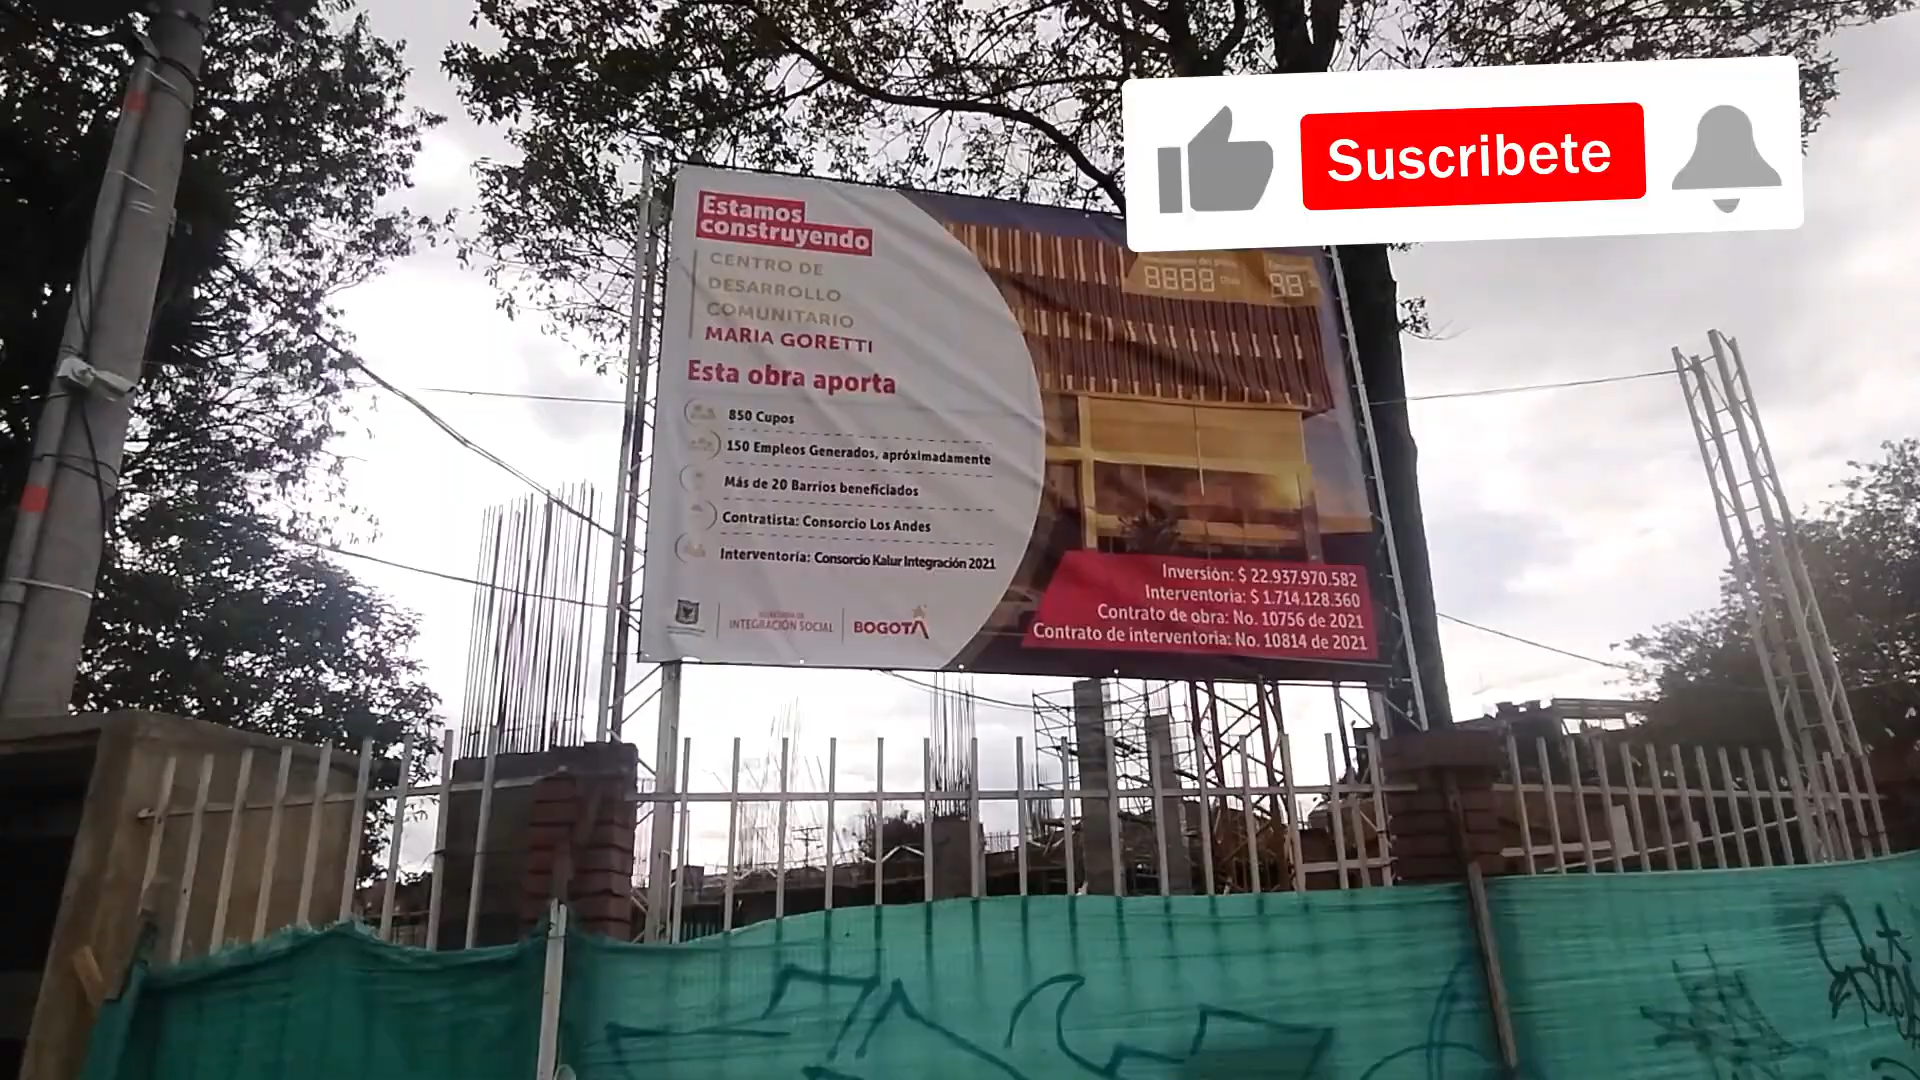 Suscribete
Estamos
construyendo
CENTRO DE
DESARROLLO
COMUNITARIO
MARIA GORETTI
Esta obra aporta
850 Cupos
150 Empleos Generados, apróximadamente
Más de 20 Barrios beneficiados
Contratista: Consorcio Los Andes
Interventoría: Consorcio Kalur Integración 2021
INTEGRACIÓN SOCIAL
BOGOTÁ
8888
98
Inversión: $ 22.937.970.582
Interventoria: $ 1.714.128.360
Contrato de obra: No. 10756 de 2021
Contrato de interventoria: No. 10814 de 2021